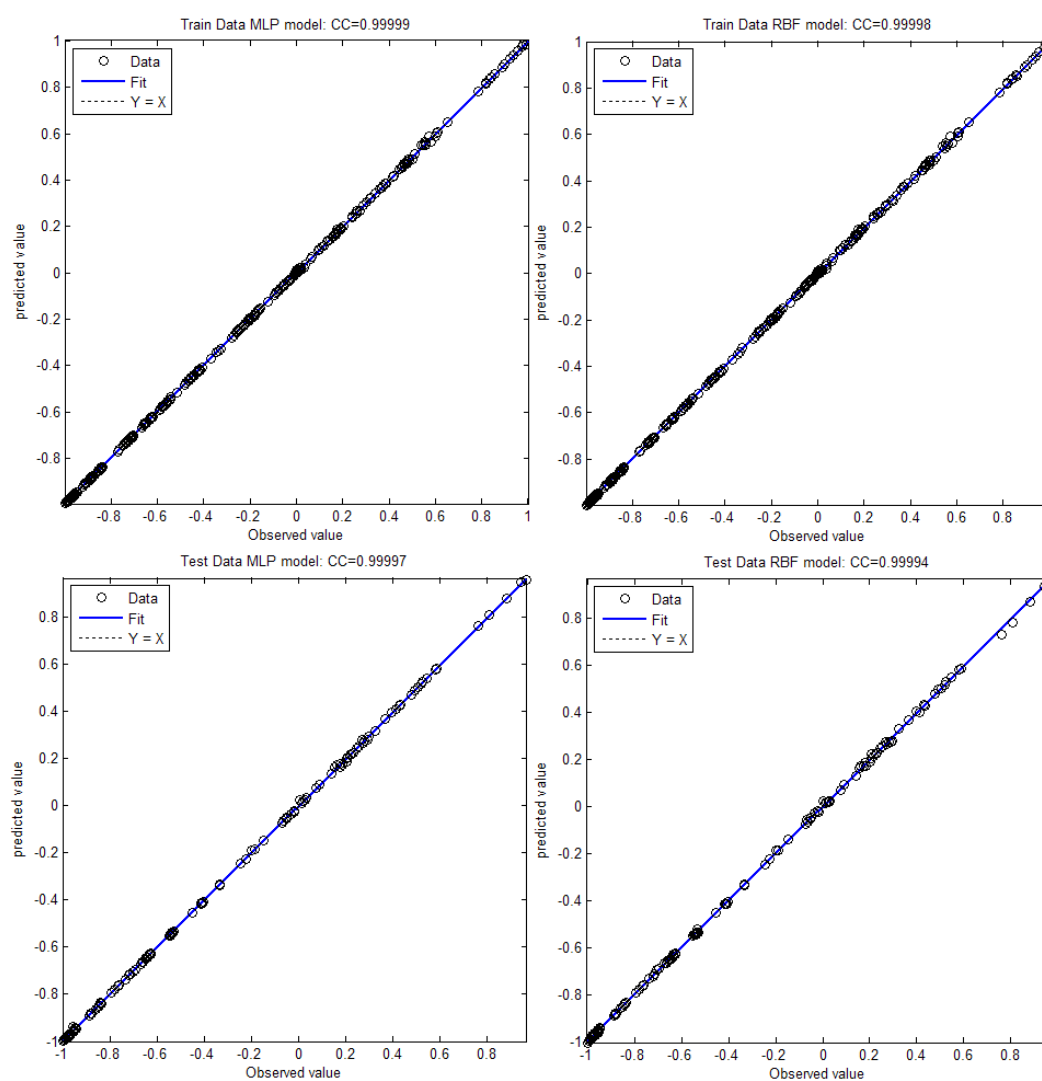 Train Data MLP model: CC=0.99999
1
0.8
0.6
0.4
0.2
0
-0.2
-0.4
-0.6
-0.8
predicted value
Data
Fit
Y = X
-0.8 -0.6 -0.4 -0.2 0 0.2 0.4 0.6 0.8 1
Observed value
Train Data RBF model: CC=0.99998
1
0.8
0.6
0.4
0.2
0
-0.2
-0.4
-0.6
-0.8
predicted value
Data
Fit
Y = X
-0.8 -0.6 -0.4 -0.2 0 0.2 0.4 0.6 0.8
Observed value
Test Data MLP model: CC=0.99997
0.8
0.6
0.4
0.2
0
-0.2
-0.4
-0.6
-0.8
-1
predicted value
Data
Fit
Y = X
-1 -0.8 -0.6 -0.4 -0.2 0 0.2 0.4 0.6 0.8
Observed value
Test Data RBF model: CC=0.99994
0.8
0.6
0.4
0.2
0
-0.2
-0.4
-0.6
-0.8
-1
predicted value
Data
Fit
Y = X
-1 -0.8 -0.6 -0.4 -0.2 0 0.2 0.4 0.6 0.8
Observed value